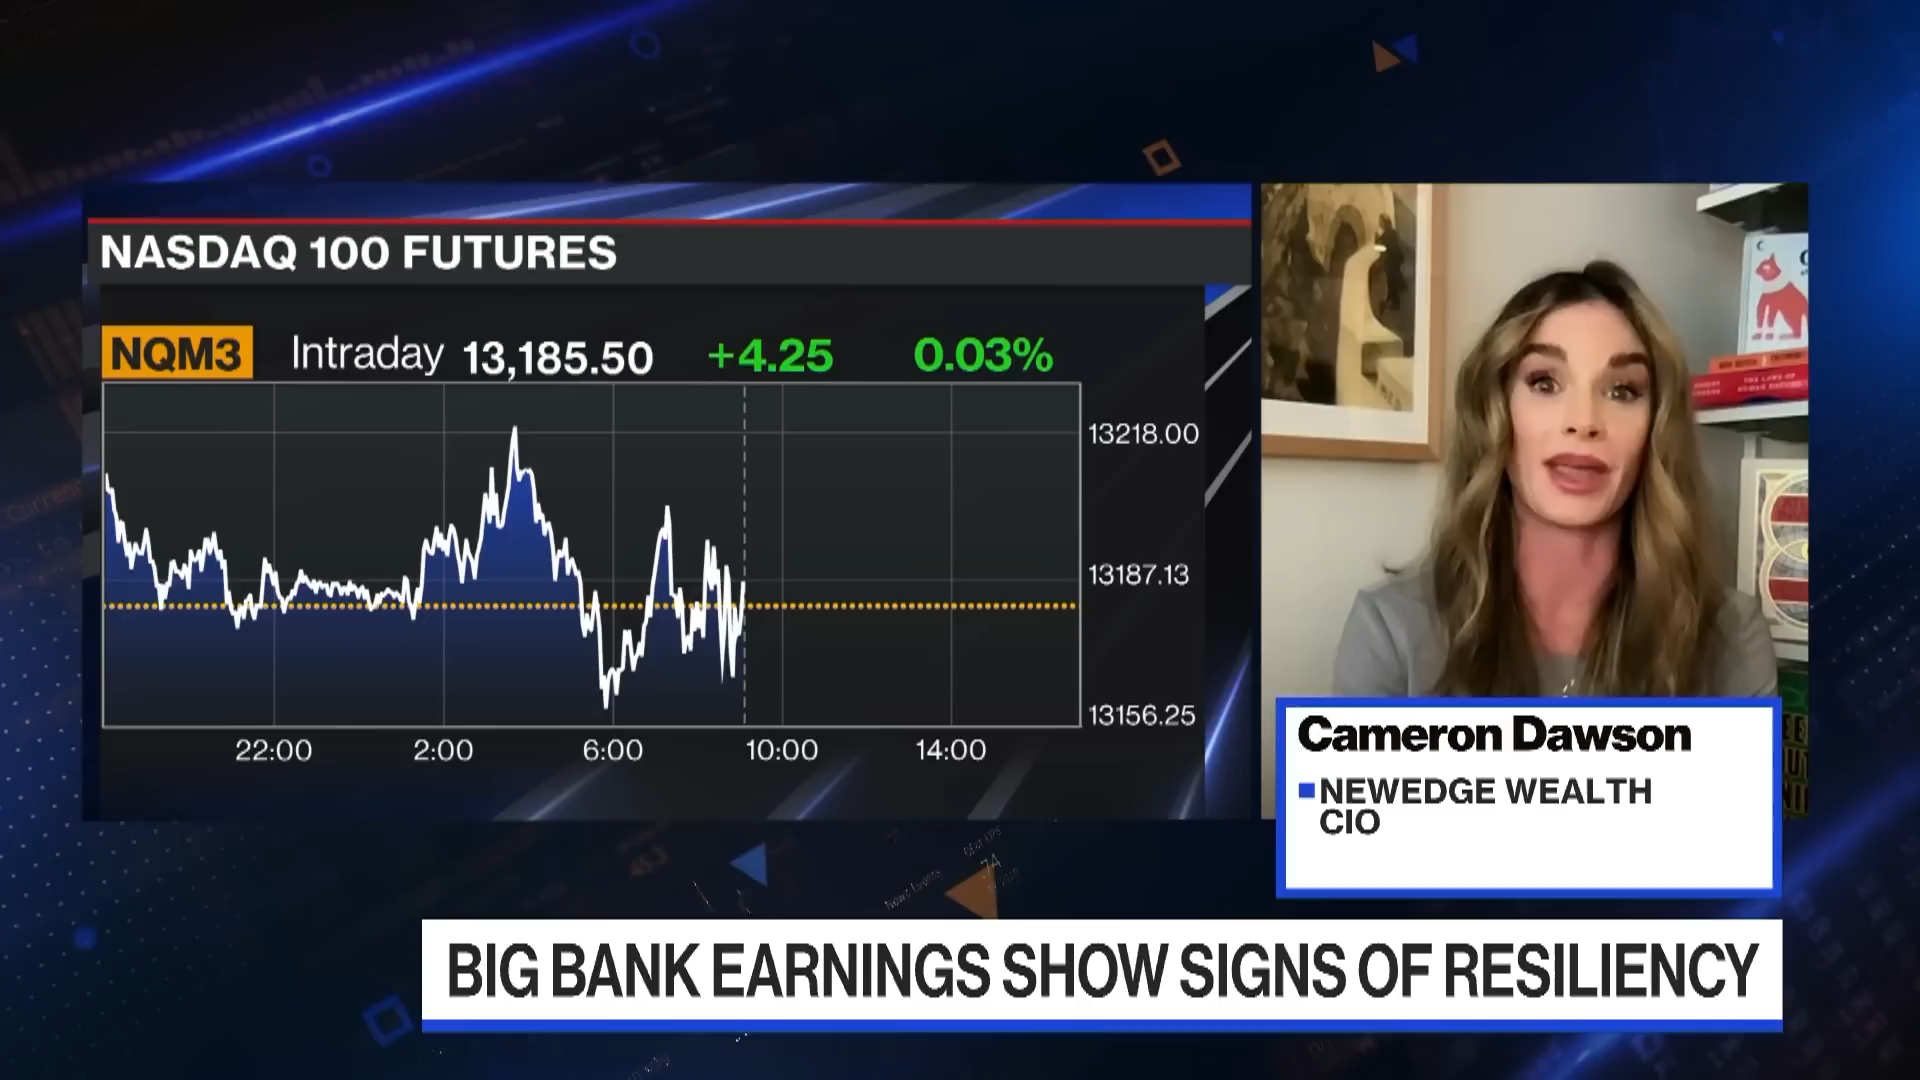 NASDAQ 100 FUTURES
NQM3 Intraday 13,185.50 +4.25 0.03%
13218.00
13187.13
13156.25
22:00 2:00 6:00 10:00 14:00
Cameron Dawson
NEWEDGE WEALTH
CIO
BIG BANK EARNINGS SHOW SIGNS OF RESILIENCY